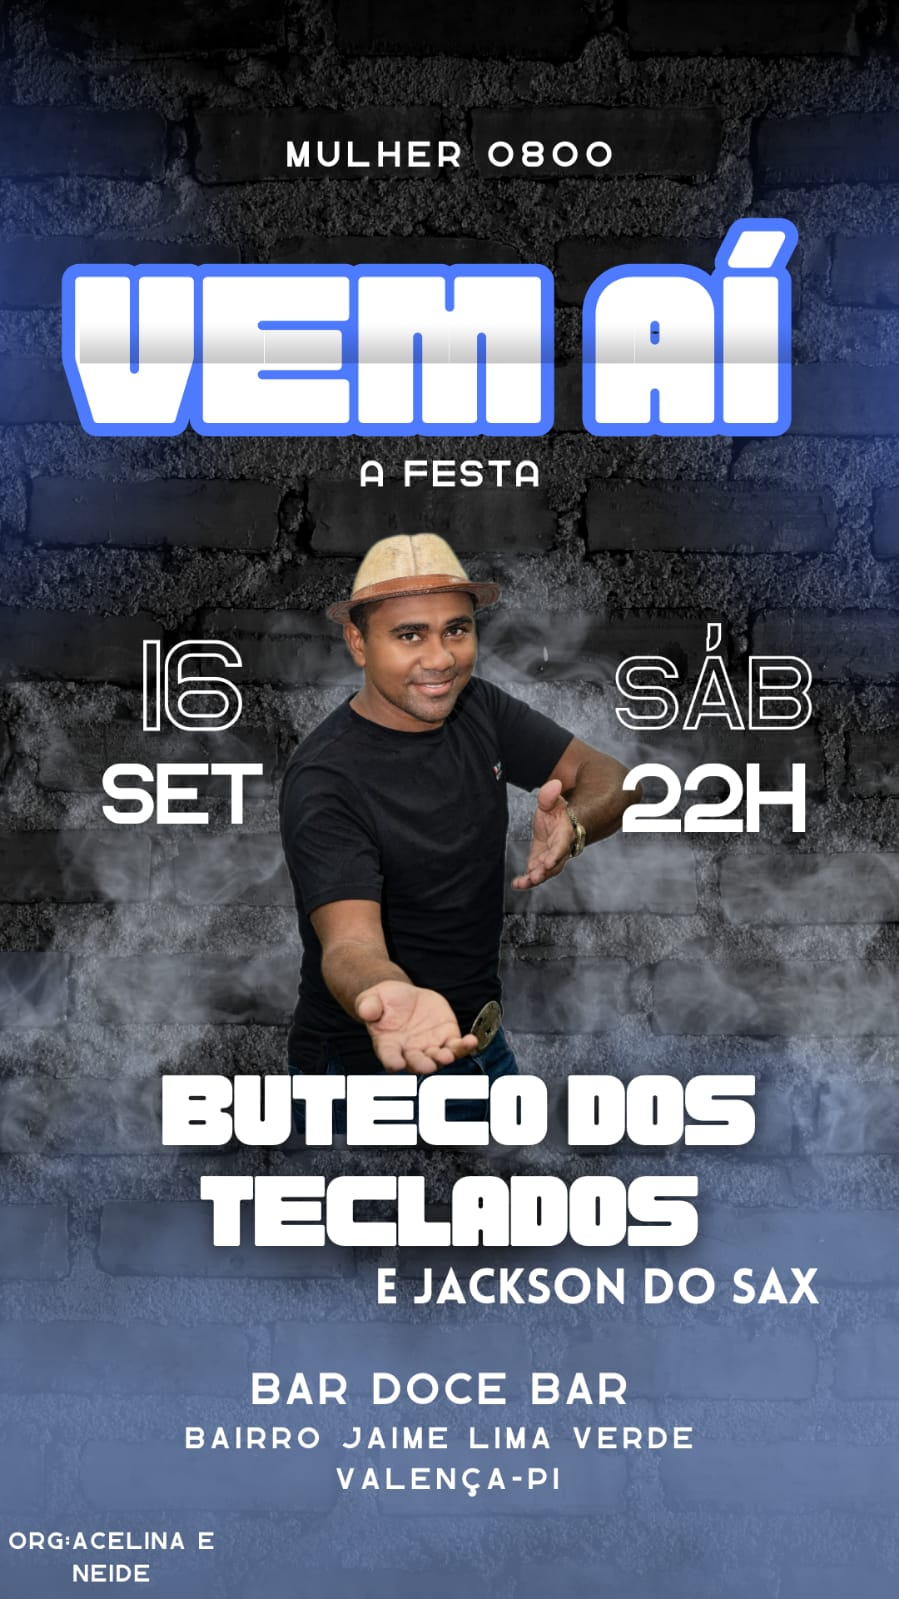 MULHER 0800
VEM AÍ
A FESTA
16
SET
SÁB
22H
BUTECO DOS
TECLADOS
E JACKSON DO SAX
BAR DOCE BAR
BAIRRO JAIME LIMA VERDE
VALENÇA-PI
ORG:ACELINA E
NEIDE